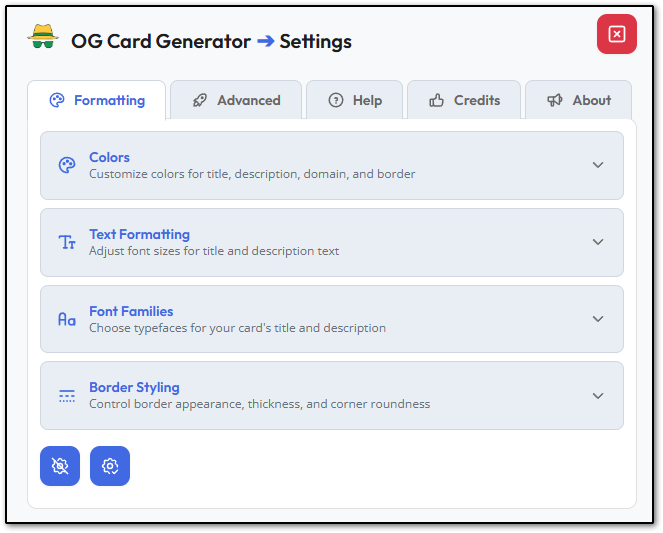 OG Card Generator ➔ Settings
Formatting
Advanced
Help
Credits
About
Colors
Customize colors for title, description, domain, and border
Text Formatting
Adjust font sizes for title and description text
Font Families
Choose typefaces for your card's title and description
Border Styling
Control border appearance, thickness, and corner roundness